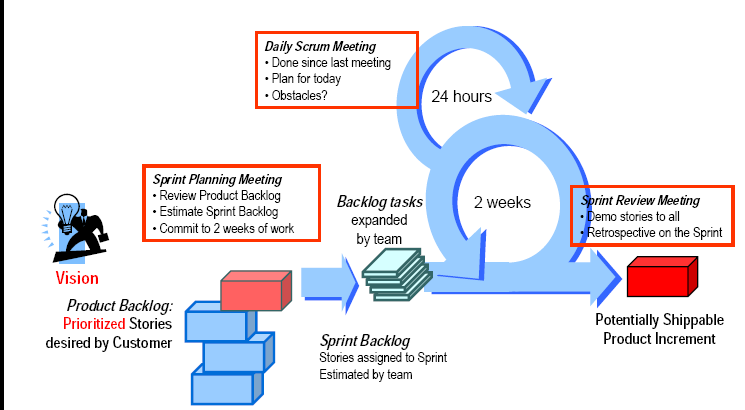 Daily Scrum Meeting
• Done since last meeting
• Plan for today
• Obstacles?
24 hours
Sprint Planning Meeting
• Review Product Backlog
• Estimate Sprint Backlog
• Commit to 2 weeks of work
Backlog tasks
expanded
by team
2 weeks
Sprint Review Meeting
• Demo stories to all
• Retrospective on the Sprint
Vision
Product Backlog:
Prioritized Stories
desired by Customer
Sprint Backlog
Stories assigned to Sprint
Estimated by team
Potentially Shippable
Product Increment